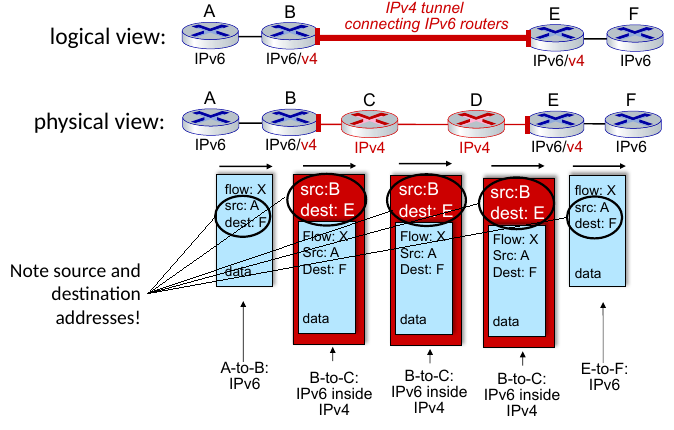 IPv4 tunnel
connecting IPv6 routers
logical view:
A
B
E
F
IPv6
IPv6/v4
IPv6/v4
IPv6
physical view:
A
B
C
D
E
F
IPv6
IPv6/v4
IPv4
IPv4
IPv6/v4
IPv6
flow: X
src: A
dest: F
data
src:B
dest: E
Flow: X
Src: A
Dest: F
data
src:B
dest: E
Flow: X
Src: A
Dest: F
data
src:B
dest: E
Flow: X
Src: A
Dest: F
data
flow: X
src: A
dest: F
data
Note source and
destination
addresses!
A-to-B:
IPv6
B-to-C:
IPv6 inside
IPv4
B-to-C:
IPv6 inside
IPv4
B-to-C:
IPv6 inside
IPv4
E-to-F:
IPv6